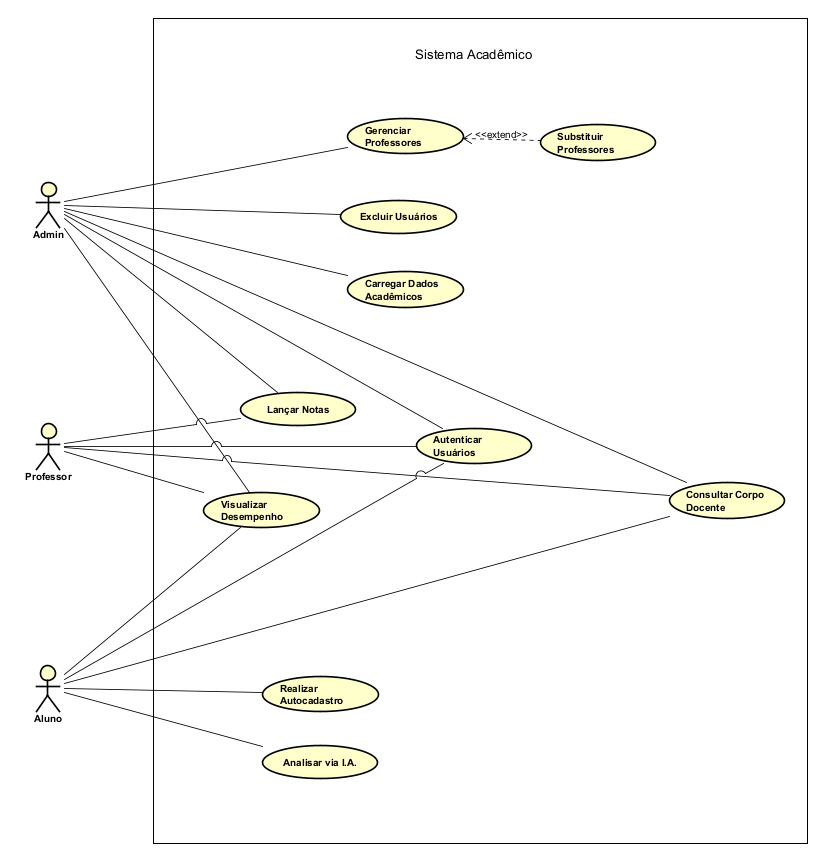 Sistema Acadêmico
Gerenciar
Professores
<<extend>>
Substituir
Professores
Admin
Excluir Usuários
Carregar Dados
Acadêmicos
Lançar Notas
Autenticar
Usuários
Professor
Consultar Corpo
Docente
Visualizar
Desempenho
Realizar
Autocadastro
Aluno
Analisar via I.A.